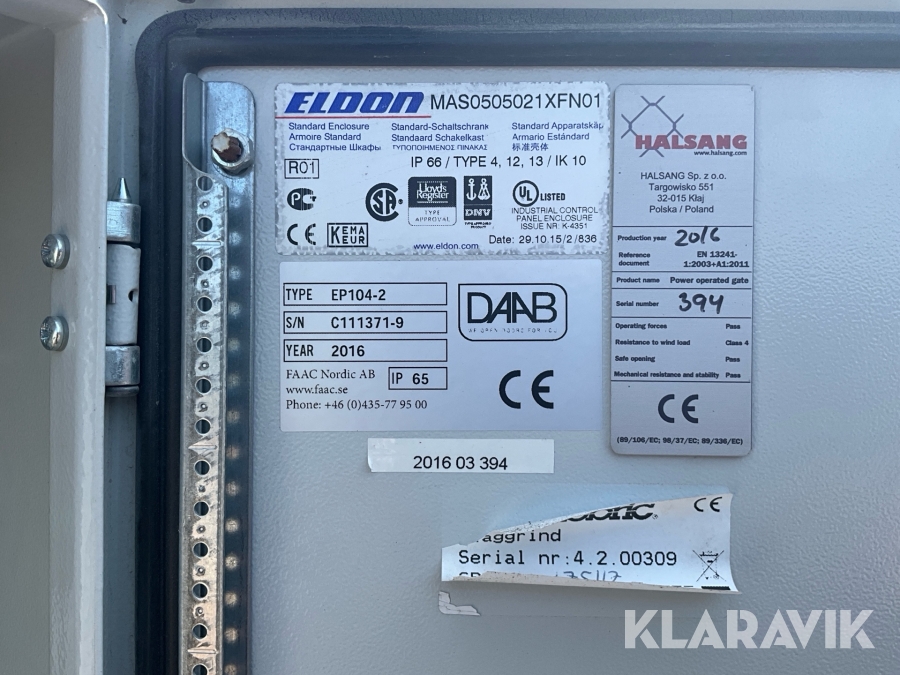 ELDON MAS0505021XFN01
Standard Enclosure Standard-Schaltschrank Standard Apparatskåp
Armoire Standard Standaard Schakelkast Armario Estándard
Стандартные Шкафы ΤΥΠΟΠΟΙΗΜΕΝΟΣ ΠΙΝΑΚΑΣ 标准壳体
R01 IP 66 / TYPE 4, 12, 13 / IK 10
Lloyd's
Register
TYPE
APPROVAL
DNV
UL LISTED
INDUSTRIAL CONTROL
PANEL ENCLOSURE
ISSUE NR: K-4351
CE KEMA
KEUR
www.eldon.com Date: 29.10.15/2/836
TYPE EP104-2
S/N C111371-9
YEAR 2016
FAAC Nordic AB IP 65
www.faac.se
Phone: +46 (0)435-77 95 00
DAAB
WE OPEN DOORS FOR YOU
CE
HALSANG
www.halsang.com
HALSANG Sp. z o.o.
Targowisko 551
32-015 Kłaj
Polska / Poland
Production year 2016
Reference document EN 13241-1:2003+A1:2011
Product name Power operated gate
Serial number 394
Operating forces Pass
Resistance to wind load Class 4
Safe opening Pass
Mechanical resistance and stability Pass
CE
(89/106/EC; 98/37/EC; 89/336/EC)
2016 03 394
CE
aggrind
Serial nr:4.2.00309
KLARAVIK